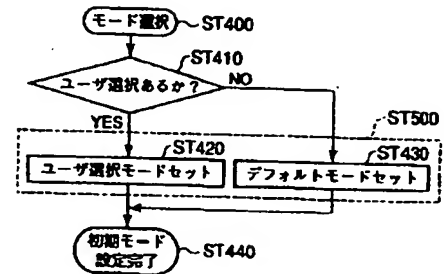 モード選択
ST400
ST410
ユーザ選択あるか?
NO
YES
ST500
ST420
ST430
ユーザ選択モードセット
デフォルトモードセット
初期モード
設定完了
ST440